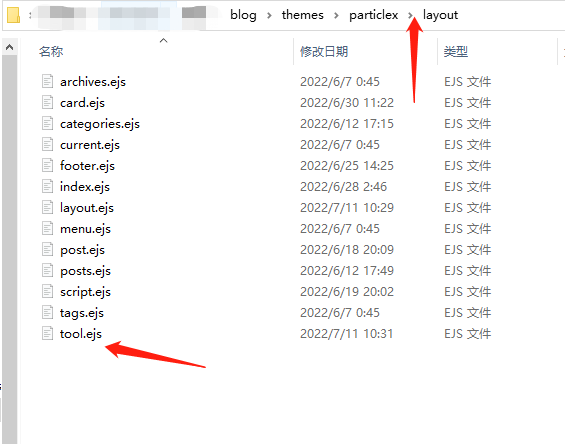 blog > themes > particlex > layout
名称 修改日期 类型
archives.ejs 2022/6/7 0:45 EJS 文件
card.ejs 2022/6/30 11:22 EJS 文件
categories.ejs 2022/6/12 17:15 EJS 文件
current.ejs 2022/6/7 0:45 EJS 文件
footer.ejs 2022/6/25 14:25 EJS 文件
index.ejs 2022/6/28 2:46 EJS 文件
layout.ejs 2022/7/11 10:29 EJS 文件
menu.ejs 2022/6/7 0:45 EJS 文件
post.ejs 2022/6/18 20:09 EJS 文件
posts.ejs 2022/6/12 17:49 EJS 文件
script.ejs 2022/6/19 20:02 EJS 文件
tags.ejs 2022/6/7 0:45 EJS 文件
tool.ejs 2022/7/11 10:31 EJS 文件